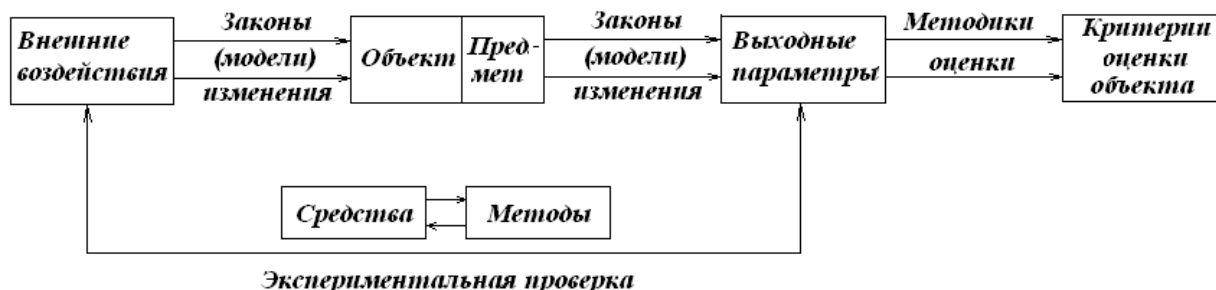 Внешние
воздействия
Законы
(модели)
изменения
Объект
Пред-
мет
Законы
(модели)
изменения
Выходные
параметры
Методики
оценки
Критерии
оценки
объекта
Средства
Методы
Экспериментальная проверка